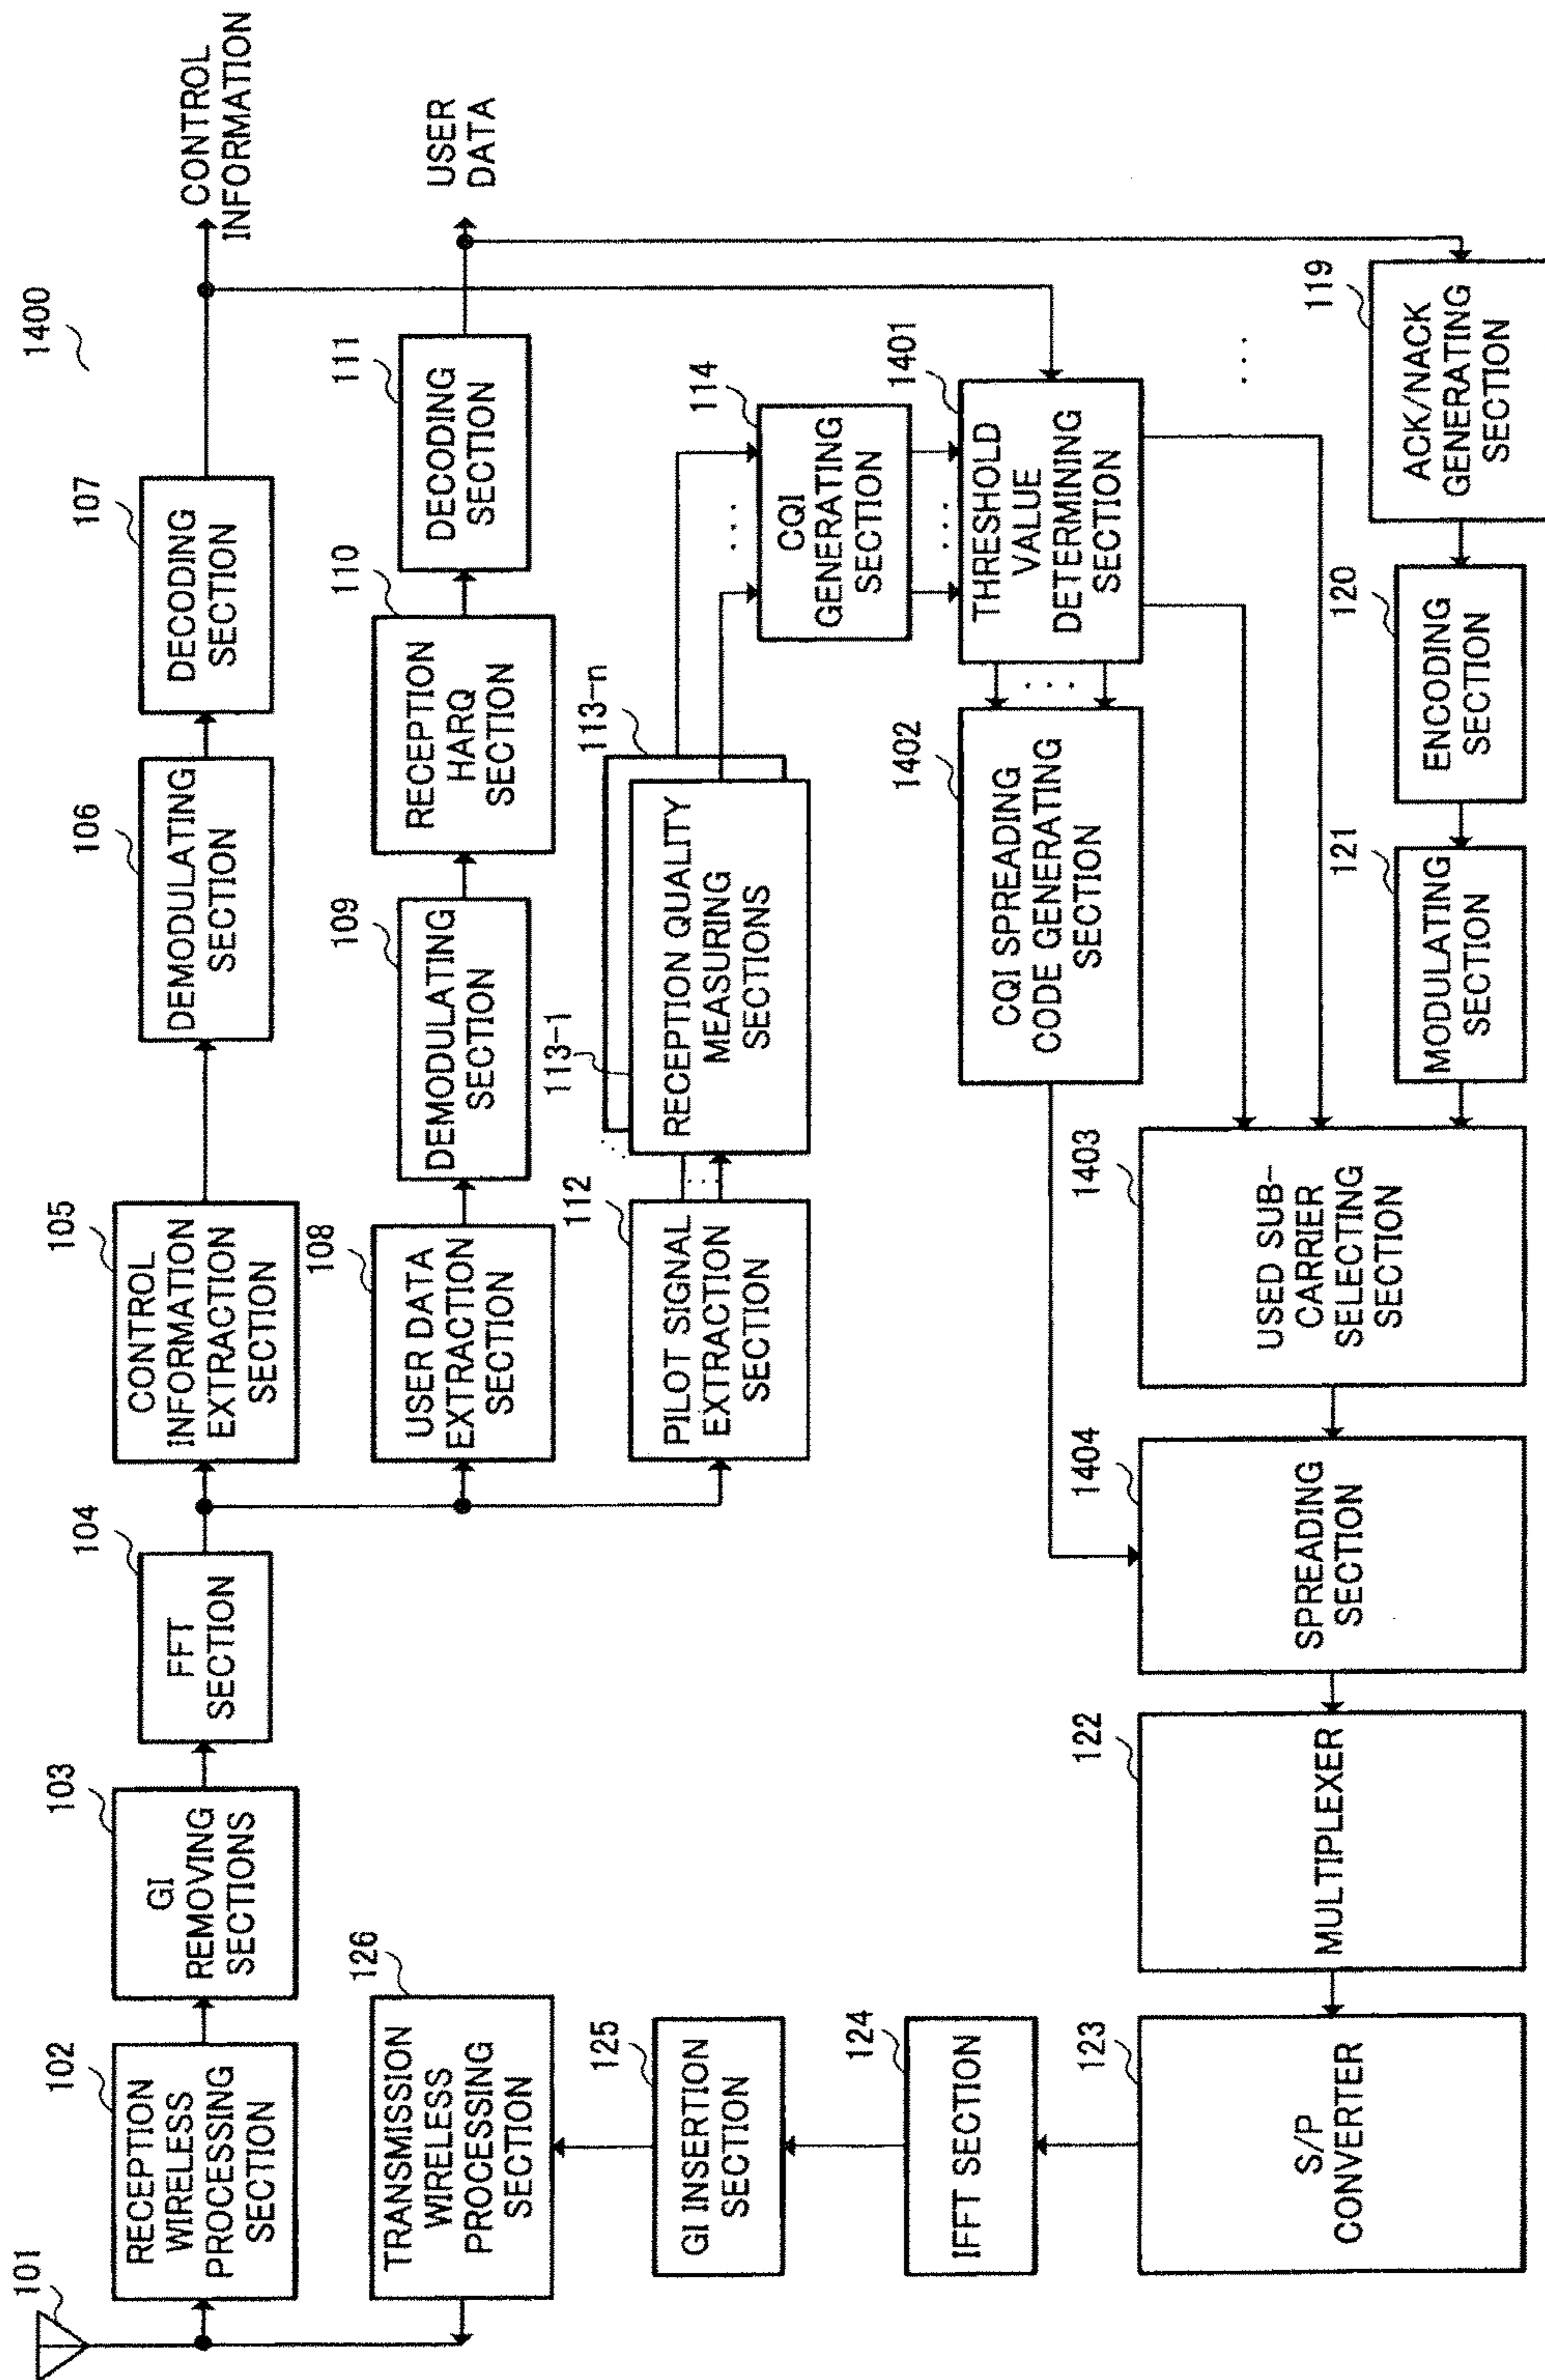 1400
101
102
RECEPTION
WIRELESS
PROCESSING
SECTION
103
GI
REMOVING
SECTIONS
104
FFT
SECTION
105
CONTROL
INFORMATION
EXTRACTION
SECTION
106
DEMODULATING
SECTION
107
DECODING
SECTION
CONTROL
INFORMATION
108
USER DATA
EXTRACTION
SECTION
109
DEMODULATING
SECTION
110
RECEPTION
HARQ
SECTION
111
DECODING
SECTION
USER
DATA
112
PILOT SIGNAL
EXTRACTION
SECTION
113-1
113-n
RECEPTION QUALITY
MEASURING
SECTIONS
114
CQI
GENERATING
SECTION
1401
THRESHOLD
VALUE
DETERMINING
SECTION
1402
CQI SPREADING
CODE GENERATING
SECTION
119
ACK/NACK
GENERATING
SECTION
120
ENCODING
SECTION
121
MODULATING
SECTION
1403
USED SUB-
CARRIER
SELECTING
SECTION
1404
SPREADING
SECTION
122
MULTIPLEXER
123
S/P
CONVERTER
124
IFFT SECTION
125
GI INSERTION
SECTION
126
TRANSMISSION
WIRELESS
PROCESSING
SECTION